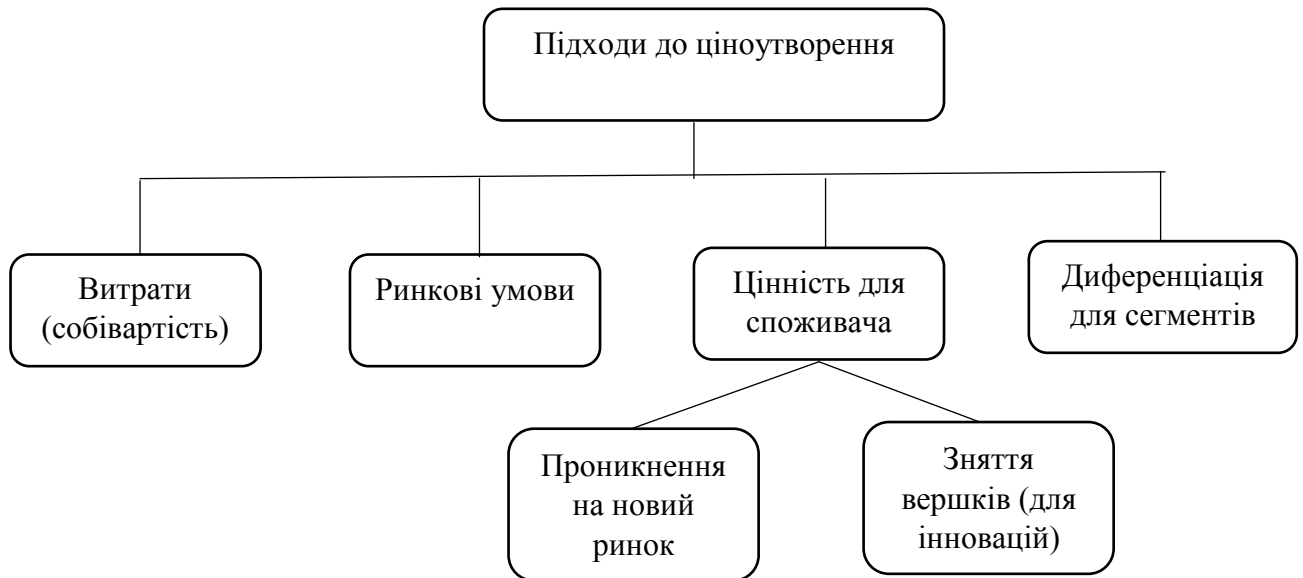 Підходи до ціноутворення
Витрати
(собівартість)
Ринкові умови
Цінність для
споживача
Диференціація
для сегментів
Проникнення
на новий
ринок
Зняття
вершків (для
інновацій)